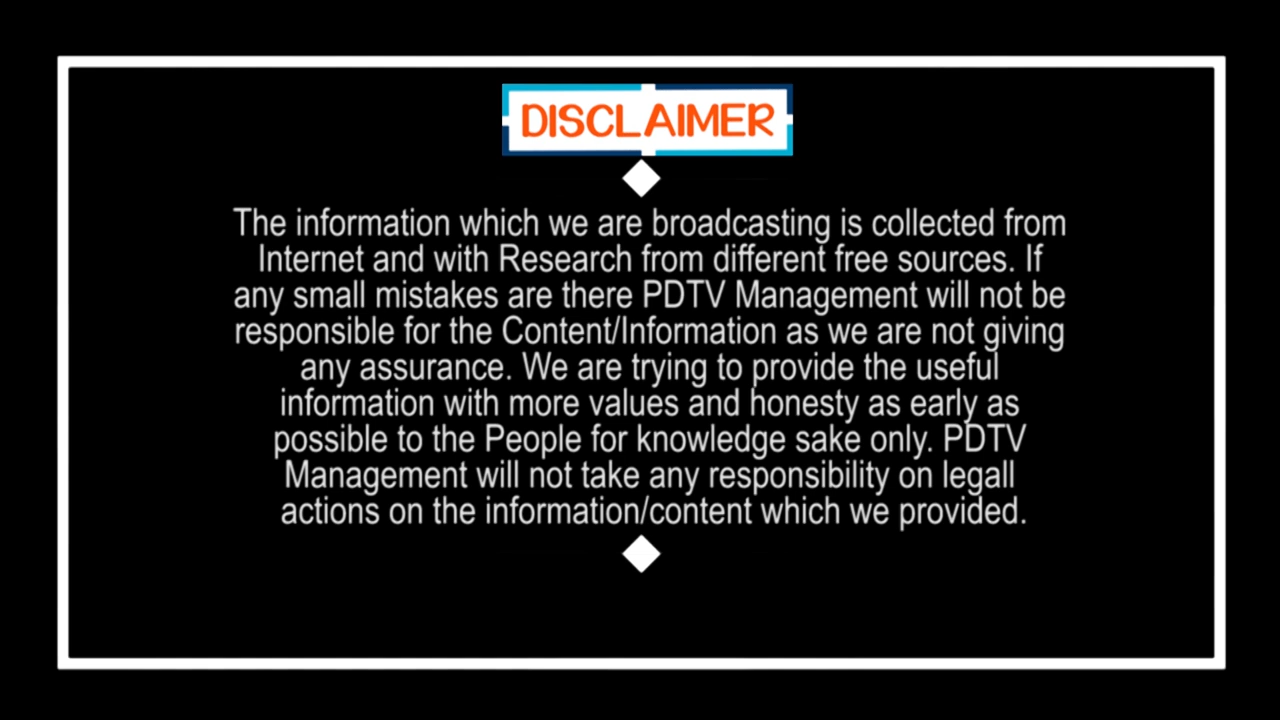 DISCLAIMER
The information which we are broadcasting is collected from
Internet and with Research from different free sources. If
any small mistakes are there PDTV Management will not be
responsible for the Content/Information as we are not giving
any assurance. We are trying to provide the useful
information with more values and honesty as early as
possible to the People for knowledge sake only. PDTV
Management will not take any responsibility on legall
actions on the information/content which we provided.